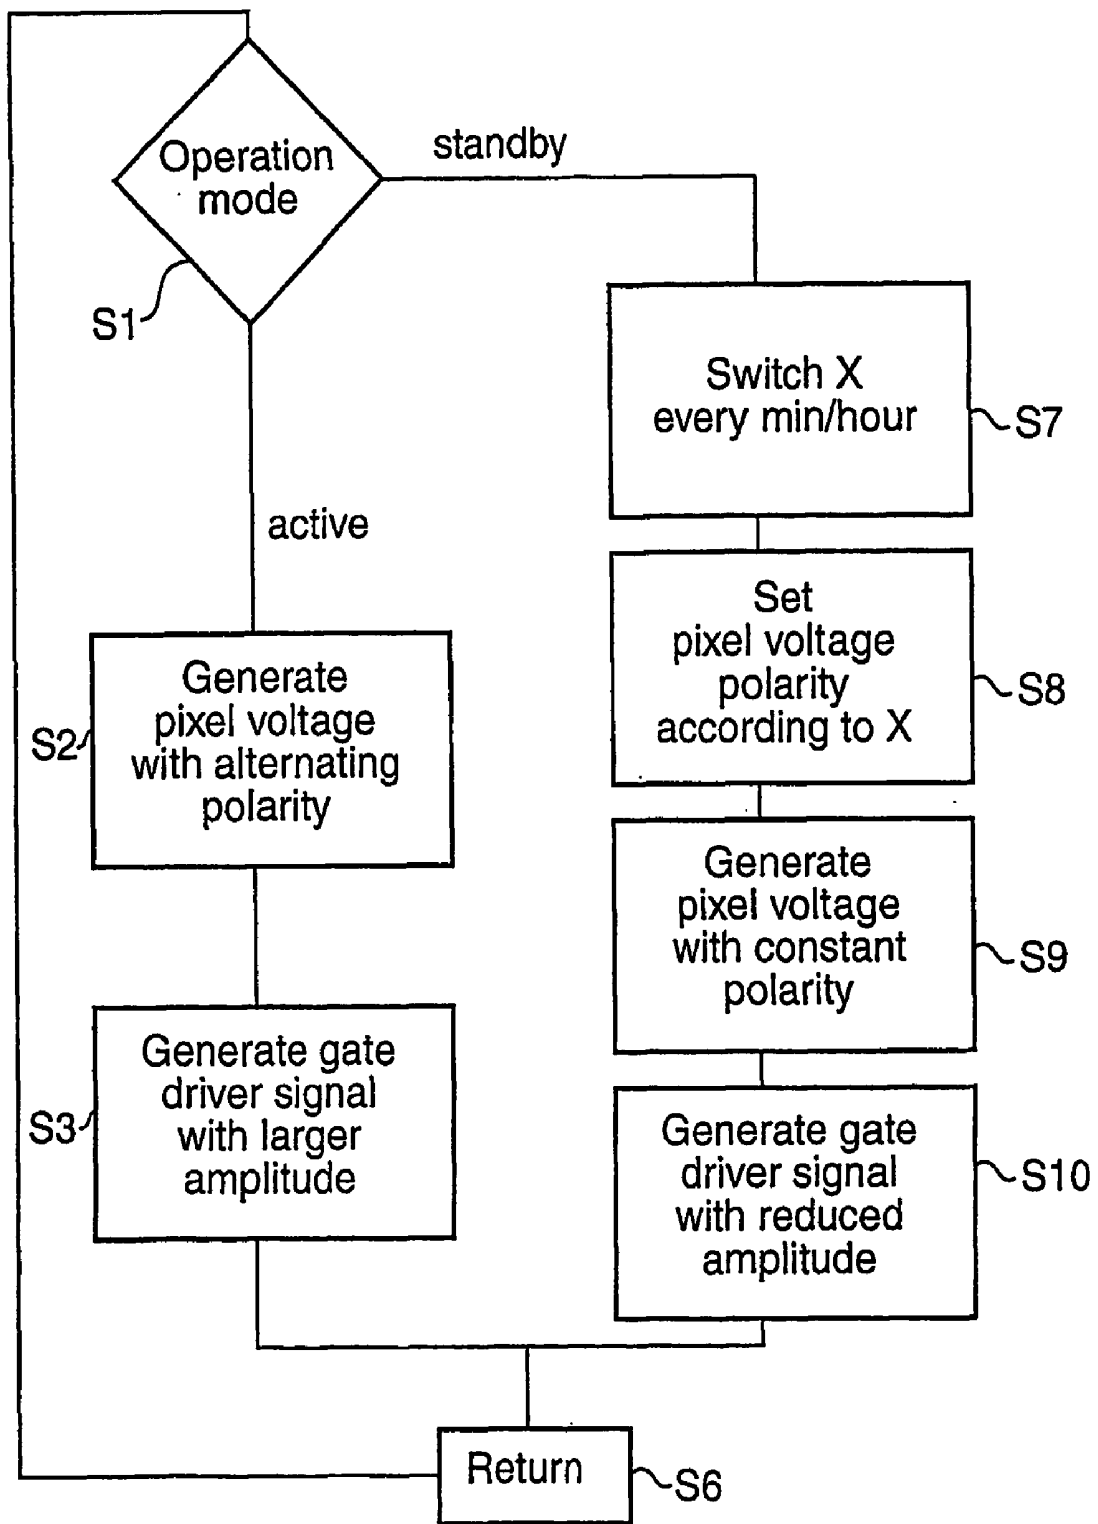 Operation
mode
standby
S1
active
Switch X
every min/hour
S7
Set
pixel voltage
polarity
according to X
S8
Generate
pixel voltage
with alternating
polarity
S2
Generate
pixel voltage
with constant
polarity
S9
Generate gate
driver signal
with larger
amplitude
S3
Generate gate
driver signal
with reduced
amplitude
S10
Return
S6